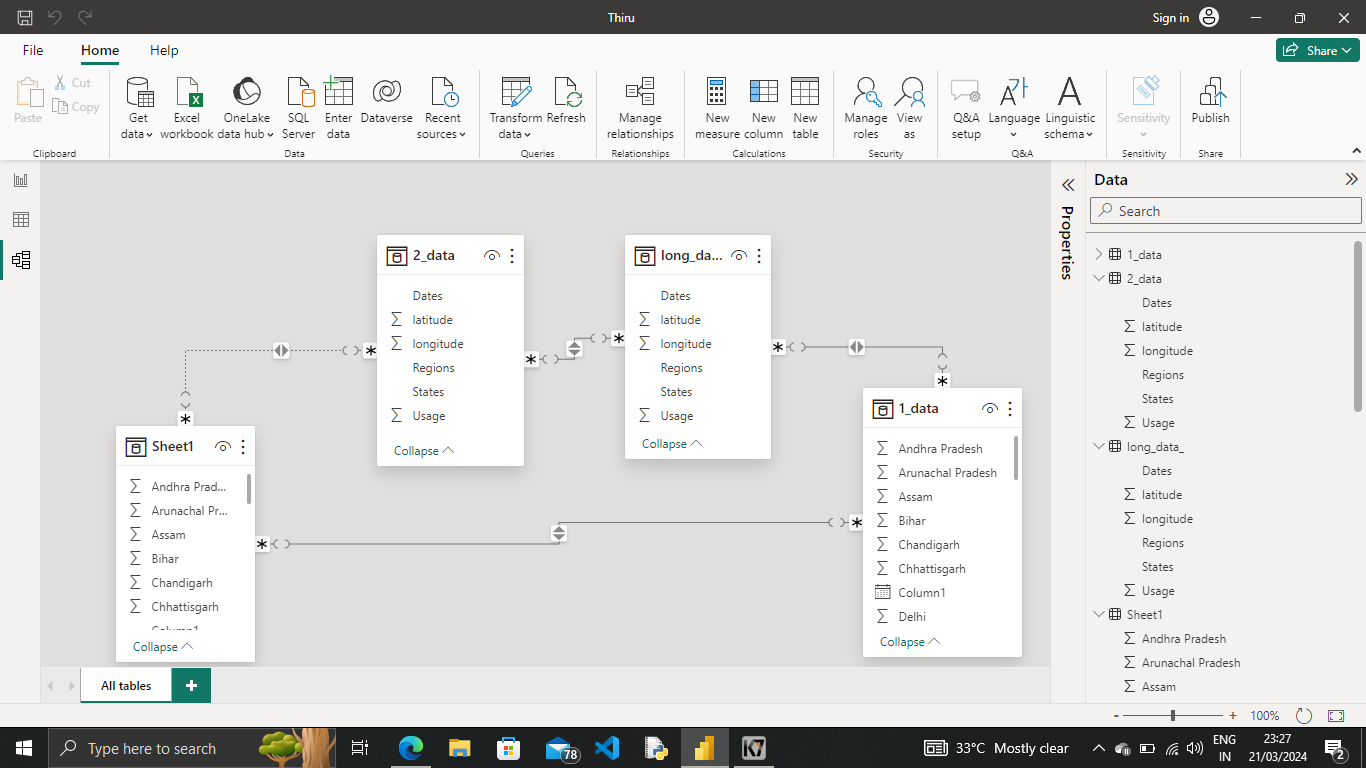 Thiru
Sign in
File
Home
Help
Share
Paste
Cut
Copy
Clipboard
Get data
Excel workbook
OneLake data hub
SQL Server
Enter data
Dataverse
Recent sources
Data
Transform data
Refresh
Queries
Manage relationships
Relationships
New measure
New column
New table
Calculations
Manage roles
View as
Security
Q&A setup
Language
Linguistic schema
Q&A
Sensitivity
Sensitivity
Publish
Share
2_data
Dates
latitude
longitude
Regions
States
Usage
Collapse
long_da...
Dates
latitude
longitude
Regions
States
Usage
Collapse
Sheet1
Andhra Prad...
Arunachal Pr...
Assam
Bihar
Chandigarh
Chhattisgarh
Column1
Collapse
1_data
Andhra Pradesh
Arunachal Pradesh
Assam
Bihar
Chandigarh
Chhattisgarh
Column1
Delhi
Collapse
Properties
Data
Search
1_data
2_data
Dates
latitude
longitude
Regions
States
Usage
long_data_
Dates
latitude
longitude
Regions
States
Usage
Sheet1
Andhra Pradesh
Arunachal Pradesh
Assam
All tables
100%
Type here to search
78
33°C Mostly clear
ENG
IN
23:27
21/03/2024
2